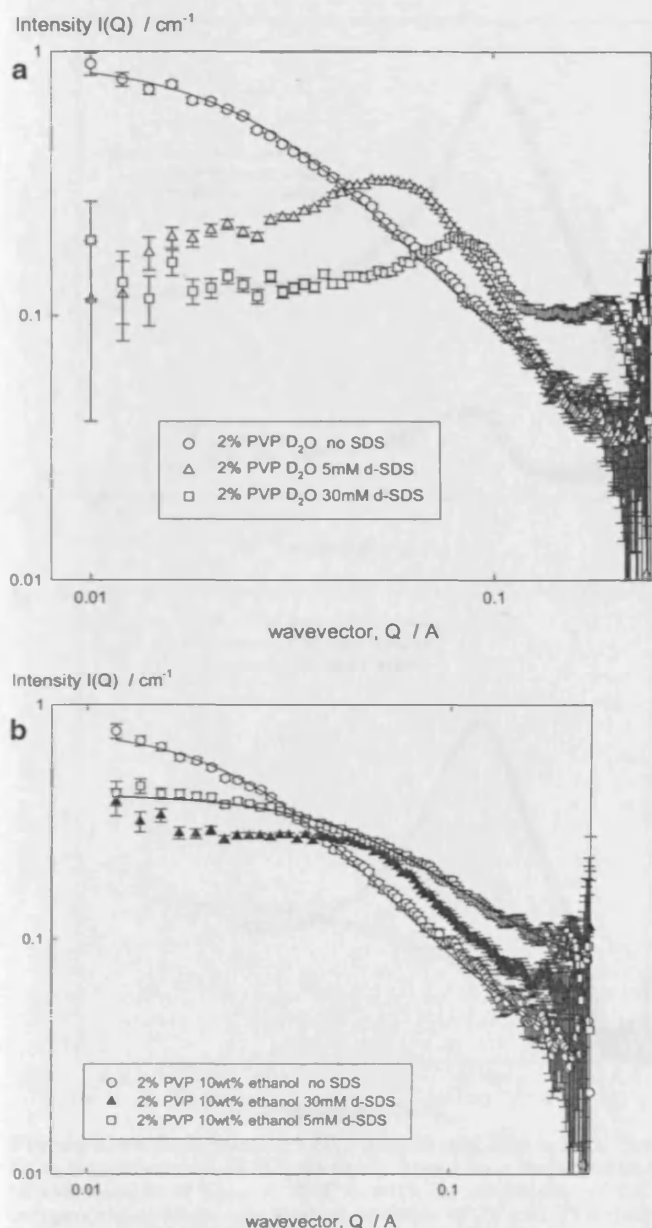 Intensity I(Q) / cm⁻¹
a
1
0.1
0.01
○ 2% PVP D₂O no SDS
△ 2% PVP D₂O 5mM d-SDS
□ 2% PVP D₂O 30mM d-SDS
0.01 0.1
wavevector, Q / A
Intensity I(Q) / cm⁻¹
b
1
0.1
0.01
○ 2% PVP 10wt% ethanol no SDS
▲ 2% PVP 10wt% ethanol 30mM d-SDS
□ 2% PVP 10wt% ethanol 5mM d-SDS
0.01 0.1
wavevector, Q / A